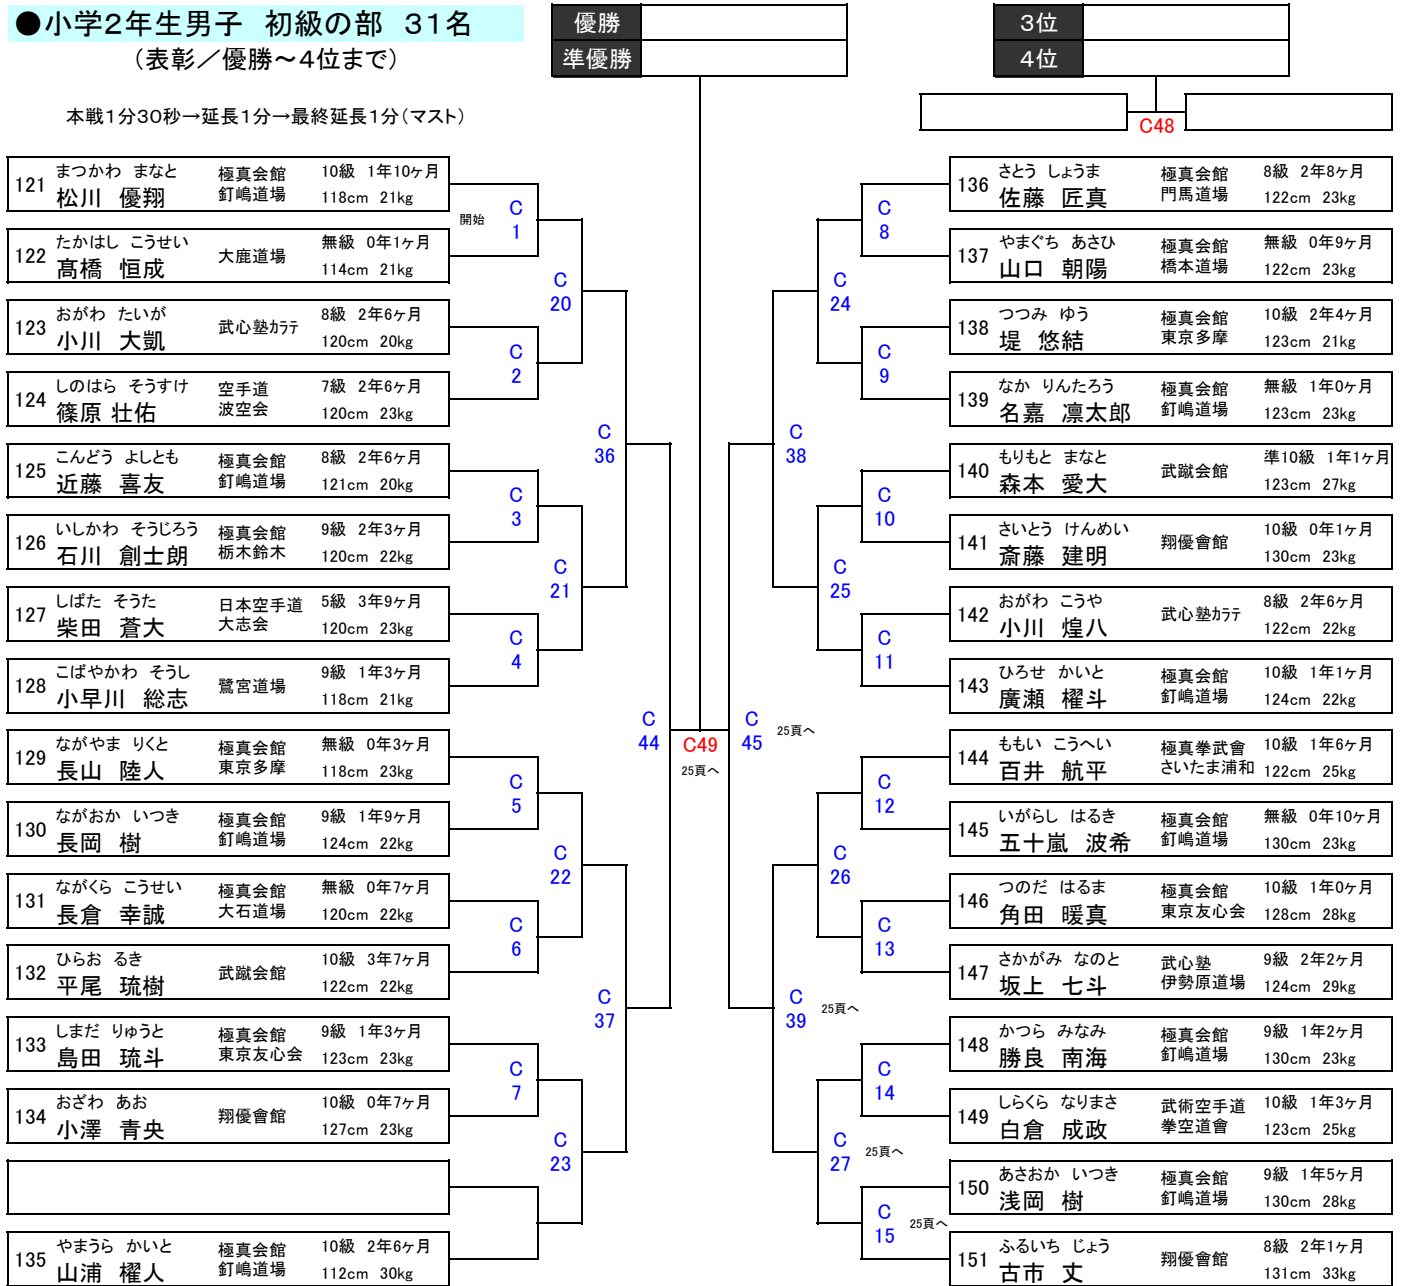 ●小学2年生男子 初級の部 31名
(表彰／優勝～4位まで)
本戦1分30秒→延長1分→最終延長1分(マスト)
優勝
準優勝
3位
4位
C48
121 まつかわ まなと 極真会館 10級 1年10ヶ月
松川 優翔 釘嶋道場 118cm 21kg
122 たかはし こうせい 大鹿道場 無級 0年1ヶ月
髙橋 恒成 114cm 21kg
123 おがわ たいが 武心塾カラテ 8級 2年6ヶ月
小川 大凱 120cm 20kg
124 しのはら そうすけ 空手道 7級 2年6ヶ月
篠原 壮佑 波空会 120cm 23kg
125 こんどう よしとも 極真会館 8級 2年6ヶ月
近藤 喜友 釘嶋道場 121cm 20kg
126 いしかわ そうじろう 極真会館 9級 2年3ヶ月
石川 創士朗 栃木鈴木 120cm 22kg
127 しばた そうた 日本空手道 5級 3年9ヶ月
柴田 蒼大 大志会 120cm 23kg
128 こばやかわ そうし 鷺宮道場 9級 1年3ヶ月
小早川 総志 118cm 21kg
129 ながやま りくと 極真会館 無級 0年3ヶ月
長山 陸人 東京多摩 118cm 23kg
130 ながおか いつき 極真会館 9級 1年9ヶ月
長岡 樹 釘嶋道場 124cm 22kg
131 ながくら こうせい 極真会館 無級 0年7ヶ月
長倉 幸誠 大石道場 120cm 22kg
132 ひらお るき 武蹴会館 10級 3年7ヶ月
平尾 琉樹 122cm 22kg
133 しまだ りゅうと 極真会館 9級 1年3ヶ月
島田 琉斗 東京友心会 123cm 23kg
134 おざわ あお 翔優會館 10級 0年7ヶ月
小澤 青央 127cm 23kg
135 やまうら かいと 極真会館 10級 2年6ヶ月
山浦 櫂人 釘嶋道場 112cm 30kg
開始
C
1
C
2
C
3
C
4
C
5
C
6
C
7
C
20
C
21
C
22
C
23
C
36
C
37
C
44
C49
25頁へ
C
45 25頁へ
C
38
C
39 25頁へ
C
24
C
25
C
26
C
27 25頁へ
C
8
C
9
C
10
C
11
C
12
C
13
C
14
C
15 25頁へ
136 さとう しょうま 極真会館 8級 2年8ヶ月
佐藤 匠真 門馬道場 122cm 23kg
137 やまぐち あさひ 極真会館 無級 0年9ヶ月
山口 朝陽 橋本道場 122cm 23kg
138 つつみ ゆう 極真会館 10級 2年4ヶ月
堤 悠結 東京多摩 123cm 21kg
139 なか りんたろう 極真会館 無級 1年0ヶ月
名嘉 凛太郎 釘嶋道場 123cm 23kg
140 もりもと まなと 武蹴会館 準10級 1年1ヶ月
森本 愛大 123cm 27kg
141 さいとう けんめい 翔優會館 10級 0年1ヶ月
斎藤 建明 130cm 23kg
142 おがわ こうや 武心塾カラテ 8級 2年6ヶ月
小川 煌八 122cm 22kg
143 ひろせ かいと 極真会館 10級 1年1ヶ月
廣瀬 櫂斗 釘嶋道場 124cm 22kg
144 ももい こうへい 極真拳武會 10級 1年6ヶ月
百井 航平 さいたま浦和 122cm 25kg
145 いがらし はるき 極真会館 無級 0年10ヶ月
五十嵐 波希 釘嶋道場 130cm 23kg
146 つのだ はるま 極真会館 10級 1年0ヶ月
角田 暖真 東京友心会 128cm 28kg
147 さかがみ なのと 武心塾 9級 2年2ヶ月
坂上 七斗 伊勢原道場 124cm 29kg
148 かつら みなみ 極真会館 9級 1年2ヶ月
勝良 南海 釘嶋道場 130cm 23kg
149 しらくら なりまさ 武術空手道 10級 1年3ヶ月
白倉 成政 拳空道會 123cm 25kg
150 あさおか いつき 極真会館 9級 1年5ヶ月
浅岡 樹 釘嶋道場 130cm 28kg
151 ふるいち じょう 翔優會館 8級 2年1ヶ月
古市 丈 131cm 33kg